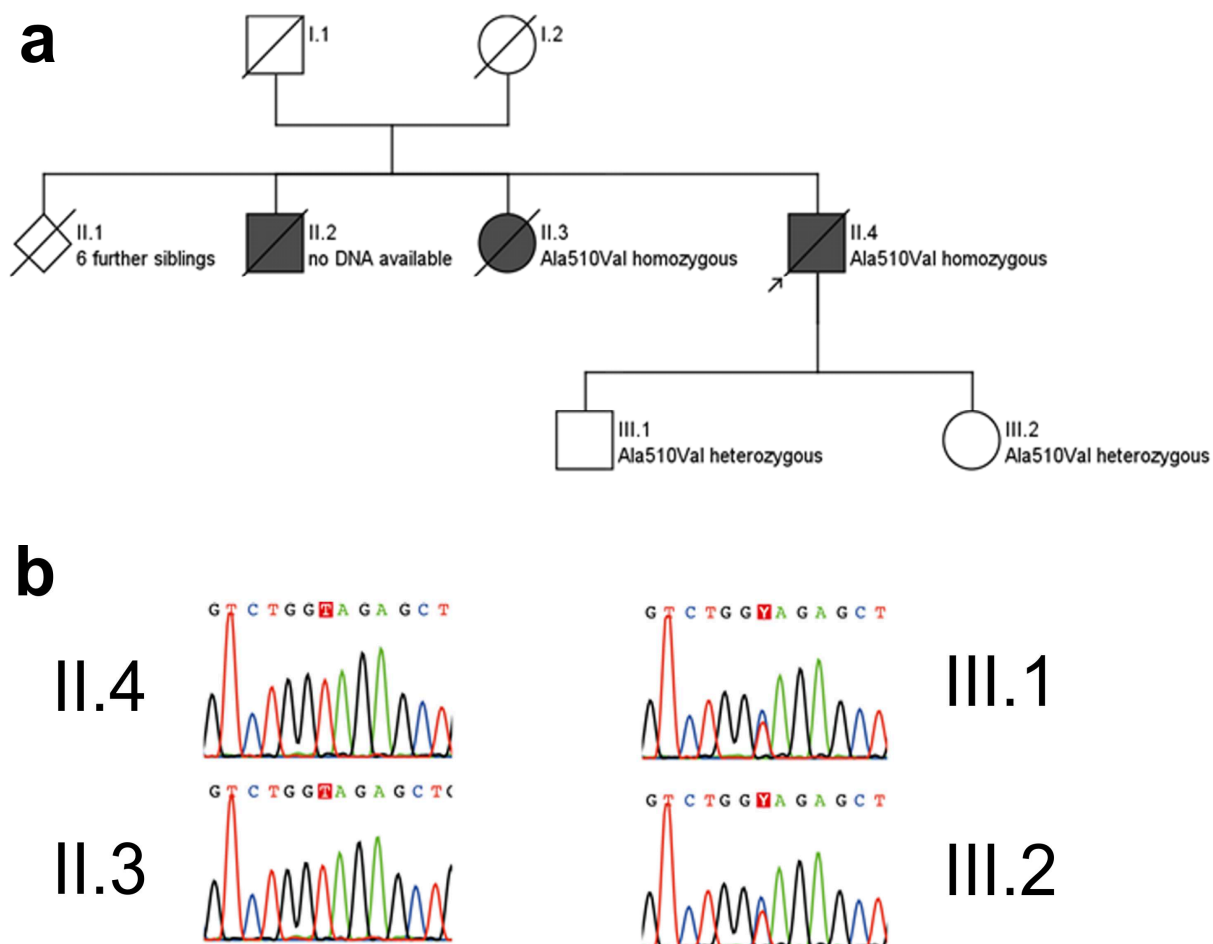 a
I.1
I.2
II.1
6 further siblings
II.2
no DNA available
II.3
Ala510Val homozygous
II.4
Ala510Val homozygous
III.1
Ala510Val heterozygous
III.2
Ala510Val heterozygous
b
II.4
G T C T G G T A G A G C T
G T C T G G Y A G A G C T
III.1
II.3
G T C T G G T A G A G C T
G T C T G G Y A G A G C T
III.2